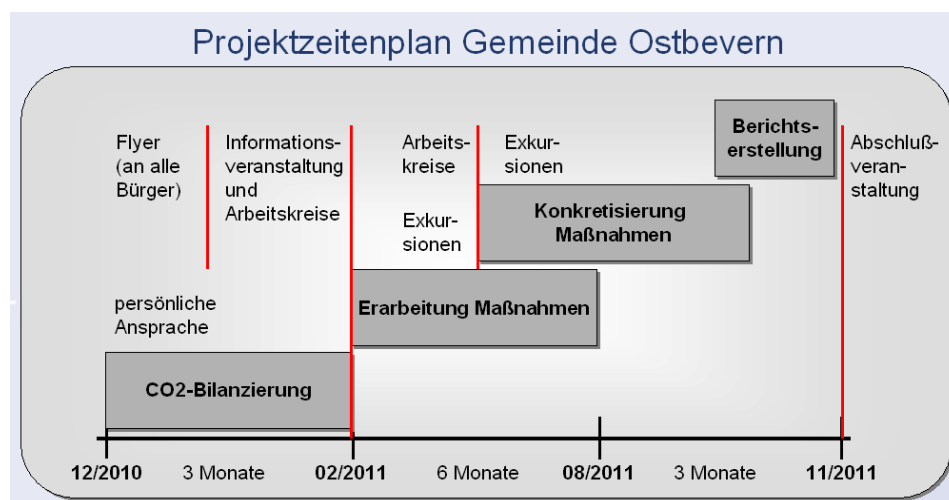 Projektzeitenplan Gemeinde Ostbevern
Flyer
(an alle
Bürger)
Informations-
veranstaltung
und
Arbeitskreise
Arbeits-
kreise
Exkur-
sionen
Exkur-
sionen
Berichts-
erstellung
Abschluß-
veran-
staltung
Konkretisierung
Maßnahmen
persönliche
Ansprache
Erarbeitung Maßnahmen
CO2-Bilanzierung
12/2010
3 Monate
02/2011
6 Monate
08/2011
3 Monate
11/2011